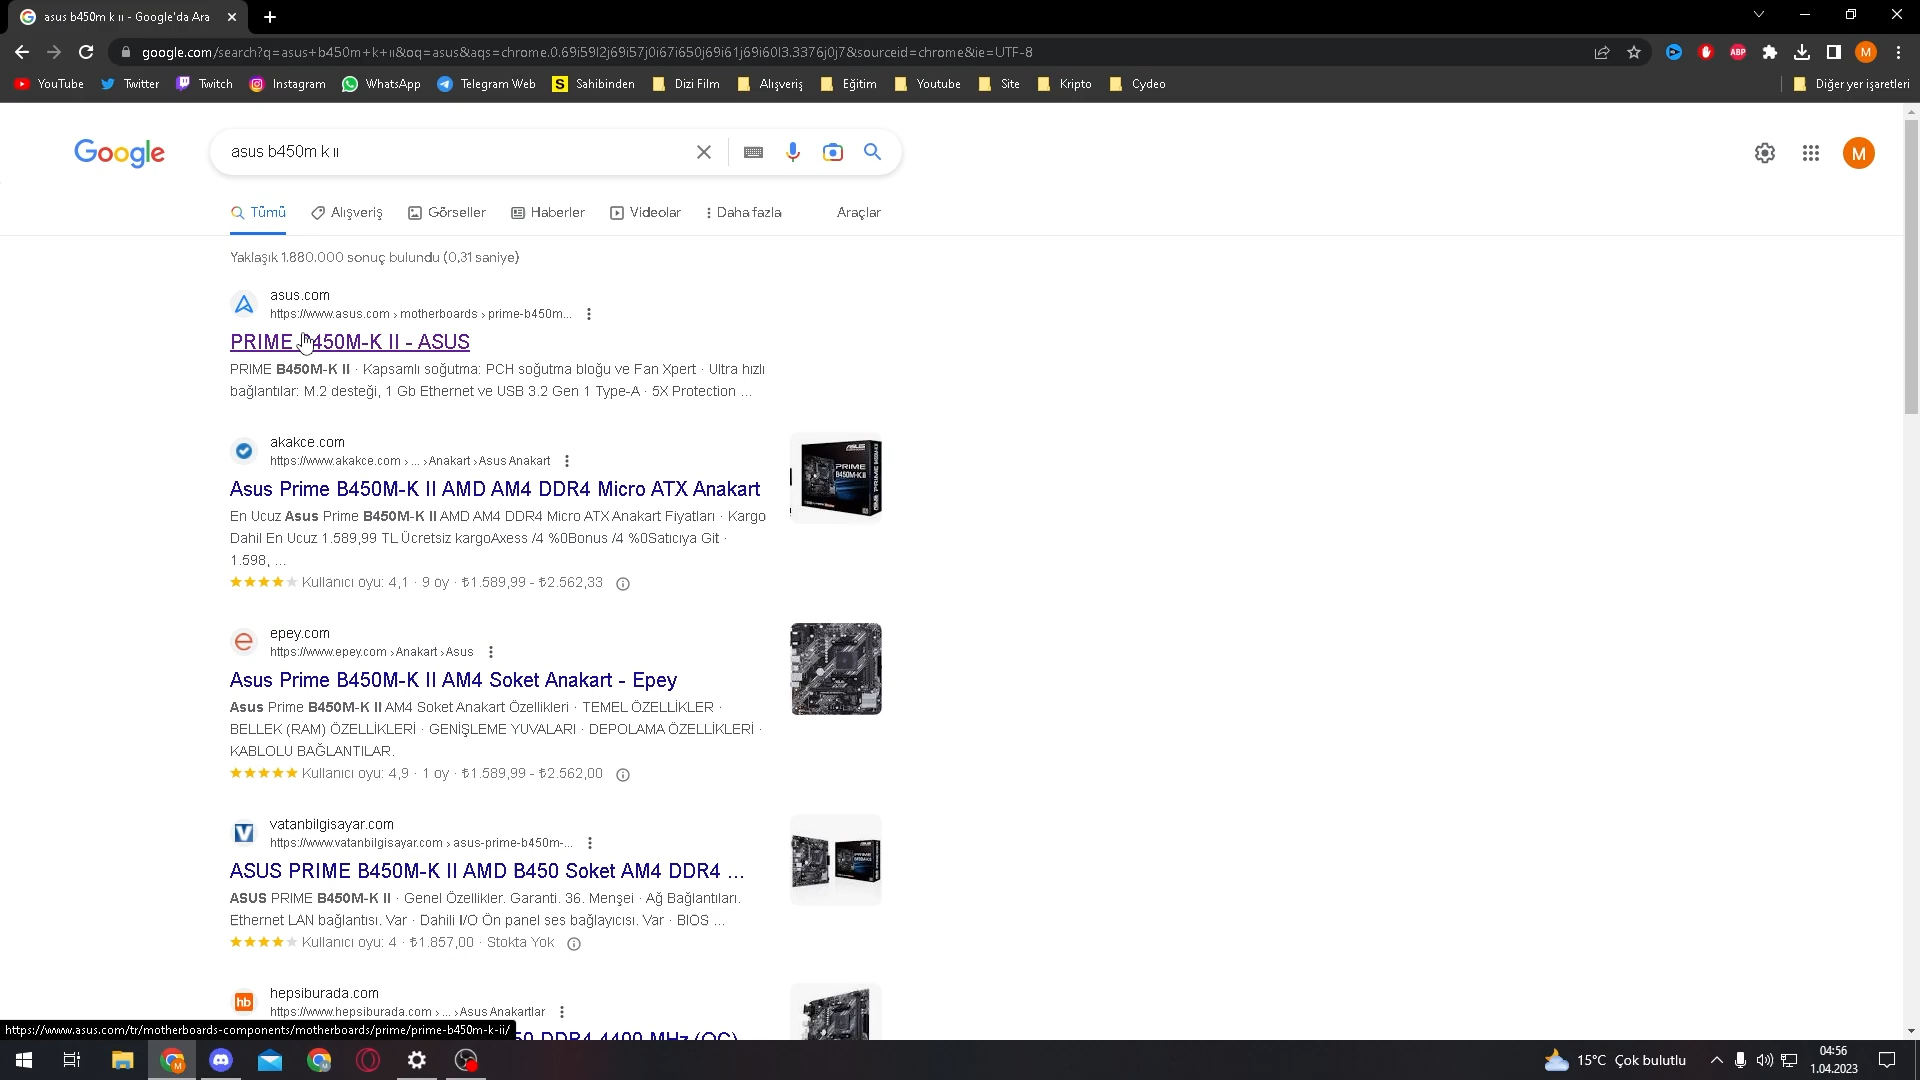 asus b450m k ıı - Google'da Ara
google.com/search?q=asus+b450m+k+ıı&oq=asus&aqs=chrome.0.69i59l2j69i57j0i67i650j69i61j69i60l3.3376j0j7&sourceid=chrome&ie=UTF-8
ABP
M
YouTube
Twitter
Twitch
Instagram
WhatsApp
Telegram Web
S
Sahibinden
Dizi Film
Alışveriş
Eğitim
Youtube
Site
Kripto
Cydeo
Diğer yer işaretleri
Google
asus b450m k ıı
M
Tümü
Alışveriş
Görseller
Haberler
Videolar
Daha fazla
Araçlar
Yaklaşık 1.880.000 sonuç bulundu (0,31 saniye)
asus.com
https://www.asus.com › motherboards › prime-b450m...
PRIME B450M-K II - ASUS
PRIME B450M-K II · Kapsamlı soğutma: PCH soğutma bloğu ve Fan Xpert · Ultra hızlı
bağlantılar: M.2 desteği, 1 Gb Ethernet ve USB 3.2 Gen 1 Type-A · 5X Protection ...
akakce.com
https://www.akakce.com › ... › Anakart › Asus Anakart
Asus Prime B450M-K II AMD AM4 DDR4 Micro ATX Anakart
En Ucuz Asus Prime B450M-K II AMD AM4 DDR4 Micro ATX Anakart Fiyatları · Kargo
Dahil En Ucuz 1.589,99 TL Ücretsiz kargoAxess /4 %0Bonus /4 %0Satıcıya Git ·
1.598, ...
Kullanıcı oyu: 4,1 · 9 oy · ₺1.589,99 - ₺2.562,33
ASUS
PRIME
B450M-K II
epey.com
https://www.epey.com › Anakart › Asus
Asus Prime B450M-K II AM4 Soket Anakart - Epey
Asus Prime B450M-K II AM4 Soket Anakart Özellikleri · TEMEL ÖZELLİKLER ·
BELLEK (RAM) ÖZELLİKLERİ · GENİŞLEME YUVALARI · DEPOLAMA ÖZELLİKLERİ ·
KABLOLU BAĞLANTILAR.
Kullanıcı oyu: 4,9 · 1 oy · ₺1.589,99 - ₺2.562,00
V
vatanbilgisayar.com
https://www.vatanbilgisayar.com › asus-prime-b450m-...
ASUS PRIME B450M-K II AMD B450 Soket AM4 DDR4 ...
ASUS PRIME B450M-K II · Genel Özellikler. Garanti. 36. Menşei · Ağ Bağlantıları.
Ethernet LAN bağlantısı. Var · Dahili I/O Ön panel ses bağlayıcısı. Var · BIOS ...
Kullanıcı oyu: 4 · ₺1.857,00 · Stokta Yok
hb
hepsiburada.com
https://www.hepsiburada.com › ... › Asus Anakartlar
50 DDR4 4400 MHz (OC)
https://www.asus.com/tr/motherboards-components/motherboards/prime/prime-b450m-k-ii/
15°C Çok bulutlu
04:56
1.04.2023